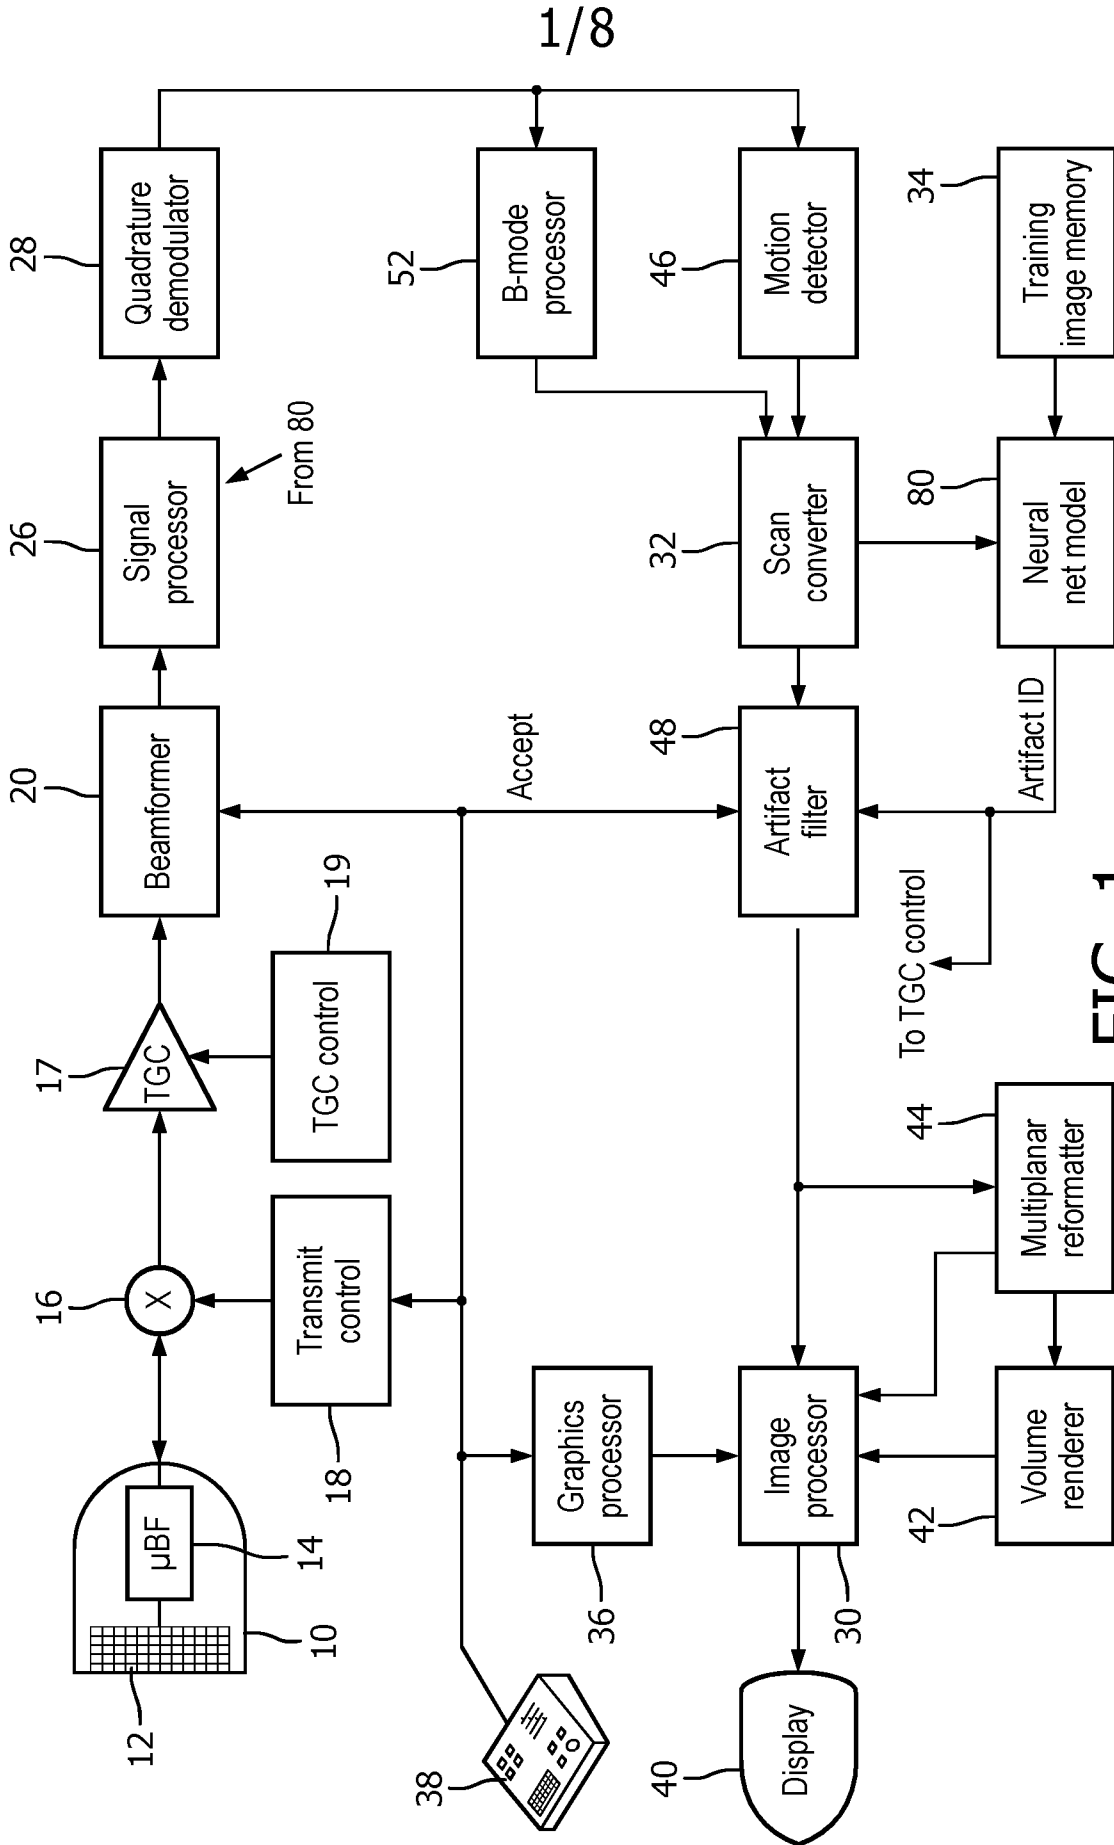 1/8
12
10
14
µBF
16
X
18
Transmit
control
17
TGC
19
TGC control
20
Beamformer
26
Signal
processor
From 80
28
Quadrature
demodulator
38
Accept
36
Graphics
processor
52
B-mode
processor
40
Display
30
Image
processor
48
Artifact
filter
32
Scan
converter
46
Motion
detector
To TGC control
Artifact ID
42
Volume
renderer
44
Multiplanar
reformatter
80
Neural
net model
34
Training
image memory
FIG. 1